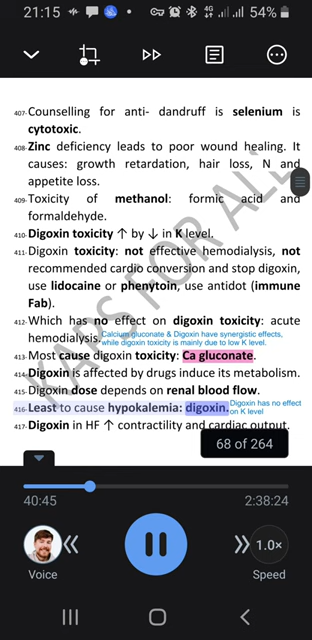 21:15
4G
54%
407- Counselling for anti- dandruff is selenium is
cytotoxic.
408- Zinc deficiency leads to poor wound healing. It
causes: growth retardation, hair loss, N and
appetite loss.
409- Toxicity of methanol: formic acid and
formaldehyde.
410- Digoxin toxicity ↑ by ↓ in K level.
411- Digoxin toxicity: not effective hemodialysis, not
recommended cardio conversion and stop digoxin,
use lidocaine or phenytoin, use antidot (immune
Fab).
412- Which has no effect on digoxin toxicity: acute
hemodialysis. Calcium gluconate & Digoxin have synergistic effects,
while digoxin toxicity is mainly due to low K level.
413- Most cause digoxin toxicity: Ca gluconate.
414- Digoxin is affected by drugs induce its metabolism.
415- Digoxin dose depends on renal blood flow.
416- Least to cause hypokalemia: digoxin. Digoxin has no effect
on K level
417- Digoxin in HF ↑ contractility and cardiac output.
KAPS FOR ALL
68 of 264
40:45
2:38:24
1.0×
Voice
Speed